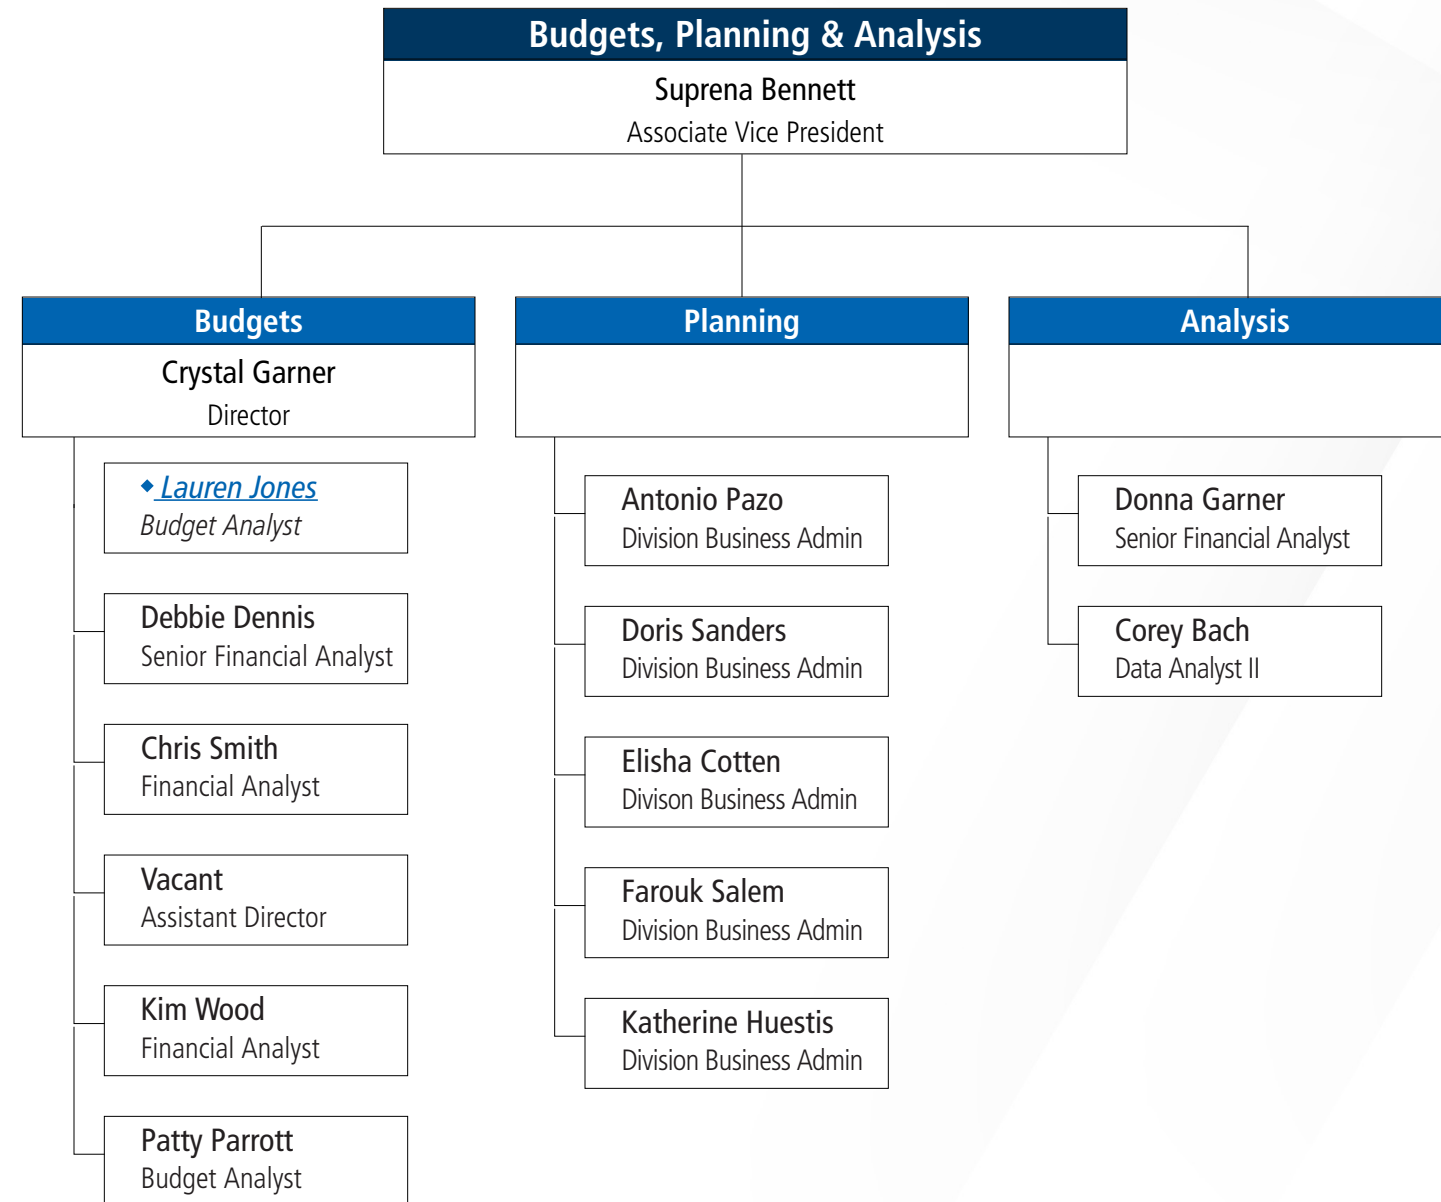 Budgets, Planning & Analysis
Suprena Bennett
Associate Vice President
Budgets
Crystal Garner
Director
◆ Lauren Jones
Budget Analyst
Debbie Dennis
Senior Financial Analyst
Chris Smith
Financial Analyst
Vacant
Assistant Director
Kim Wood
Financial Analyst
Patty Parrott
Budget Analyst
Planning
Antonio Pazo
Division Business Admin
Doris Sanders
Division Business Admin
Elisha Cotten
Divison Business Admin
Farouk Salem
Division Business Admin
Katherine Huestis
Division Business Admin
Analysis
Donna Garner
Senior Financial Analyst
Corey Bach
Data Analyst II